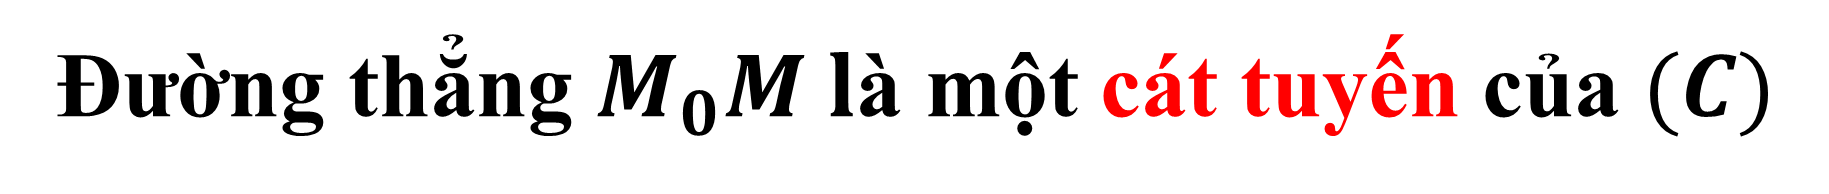 Đường thẳng M₀M là một cát tuyến của (C)